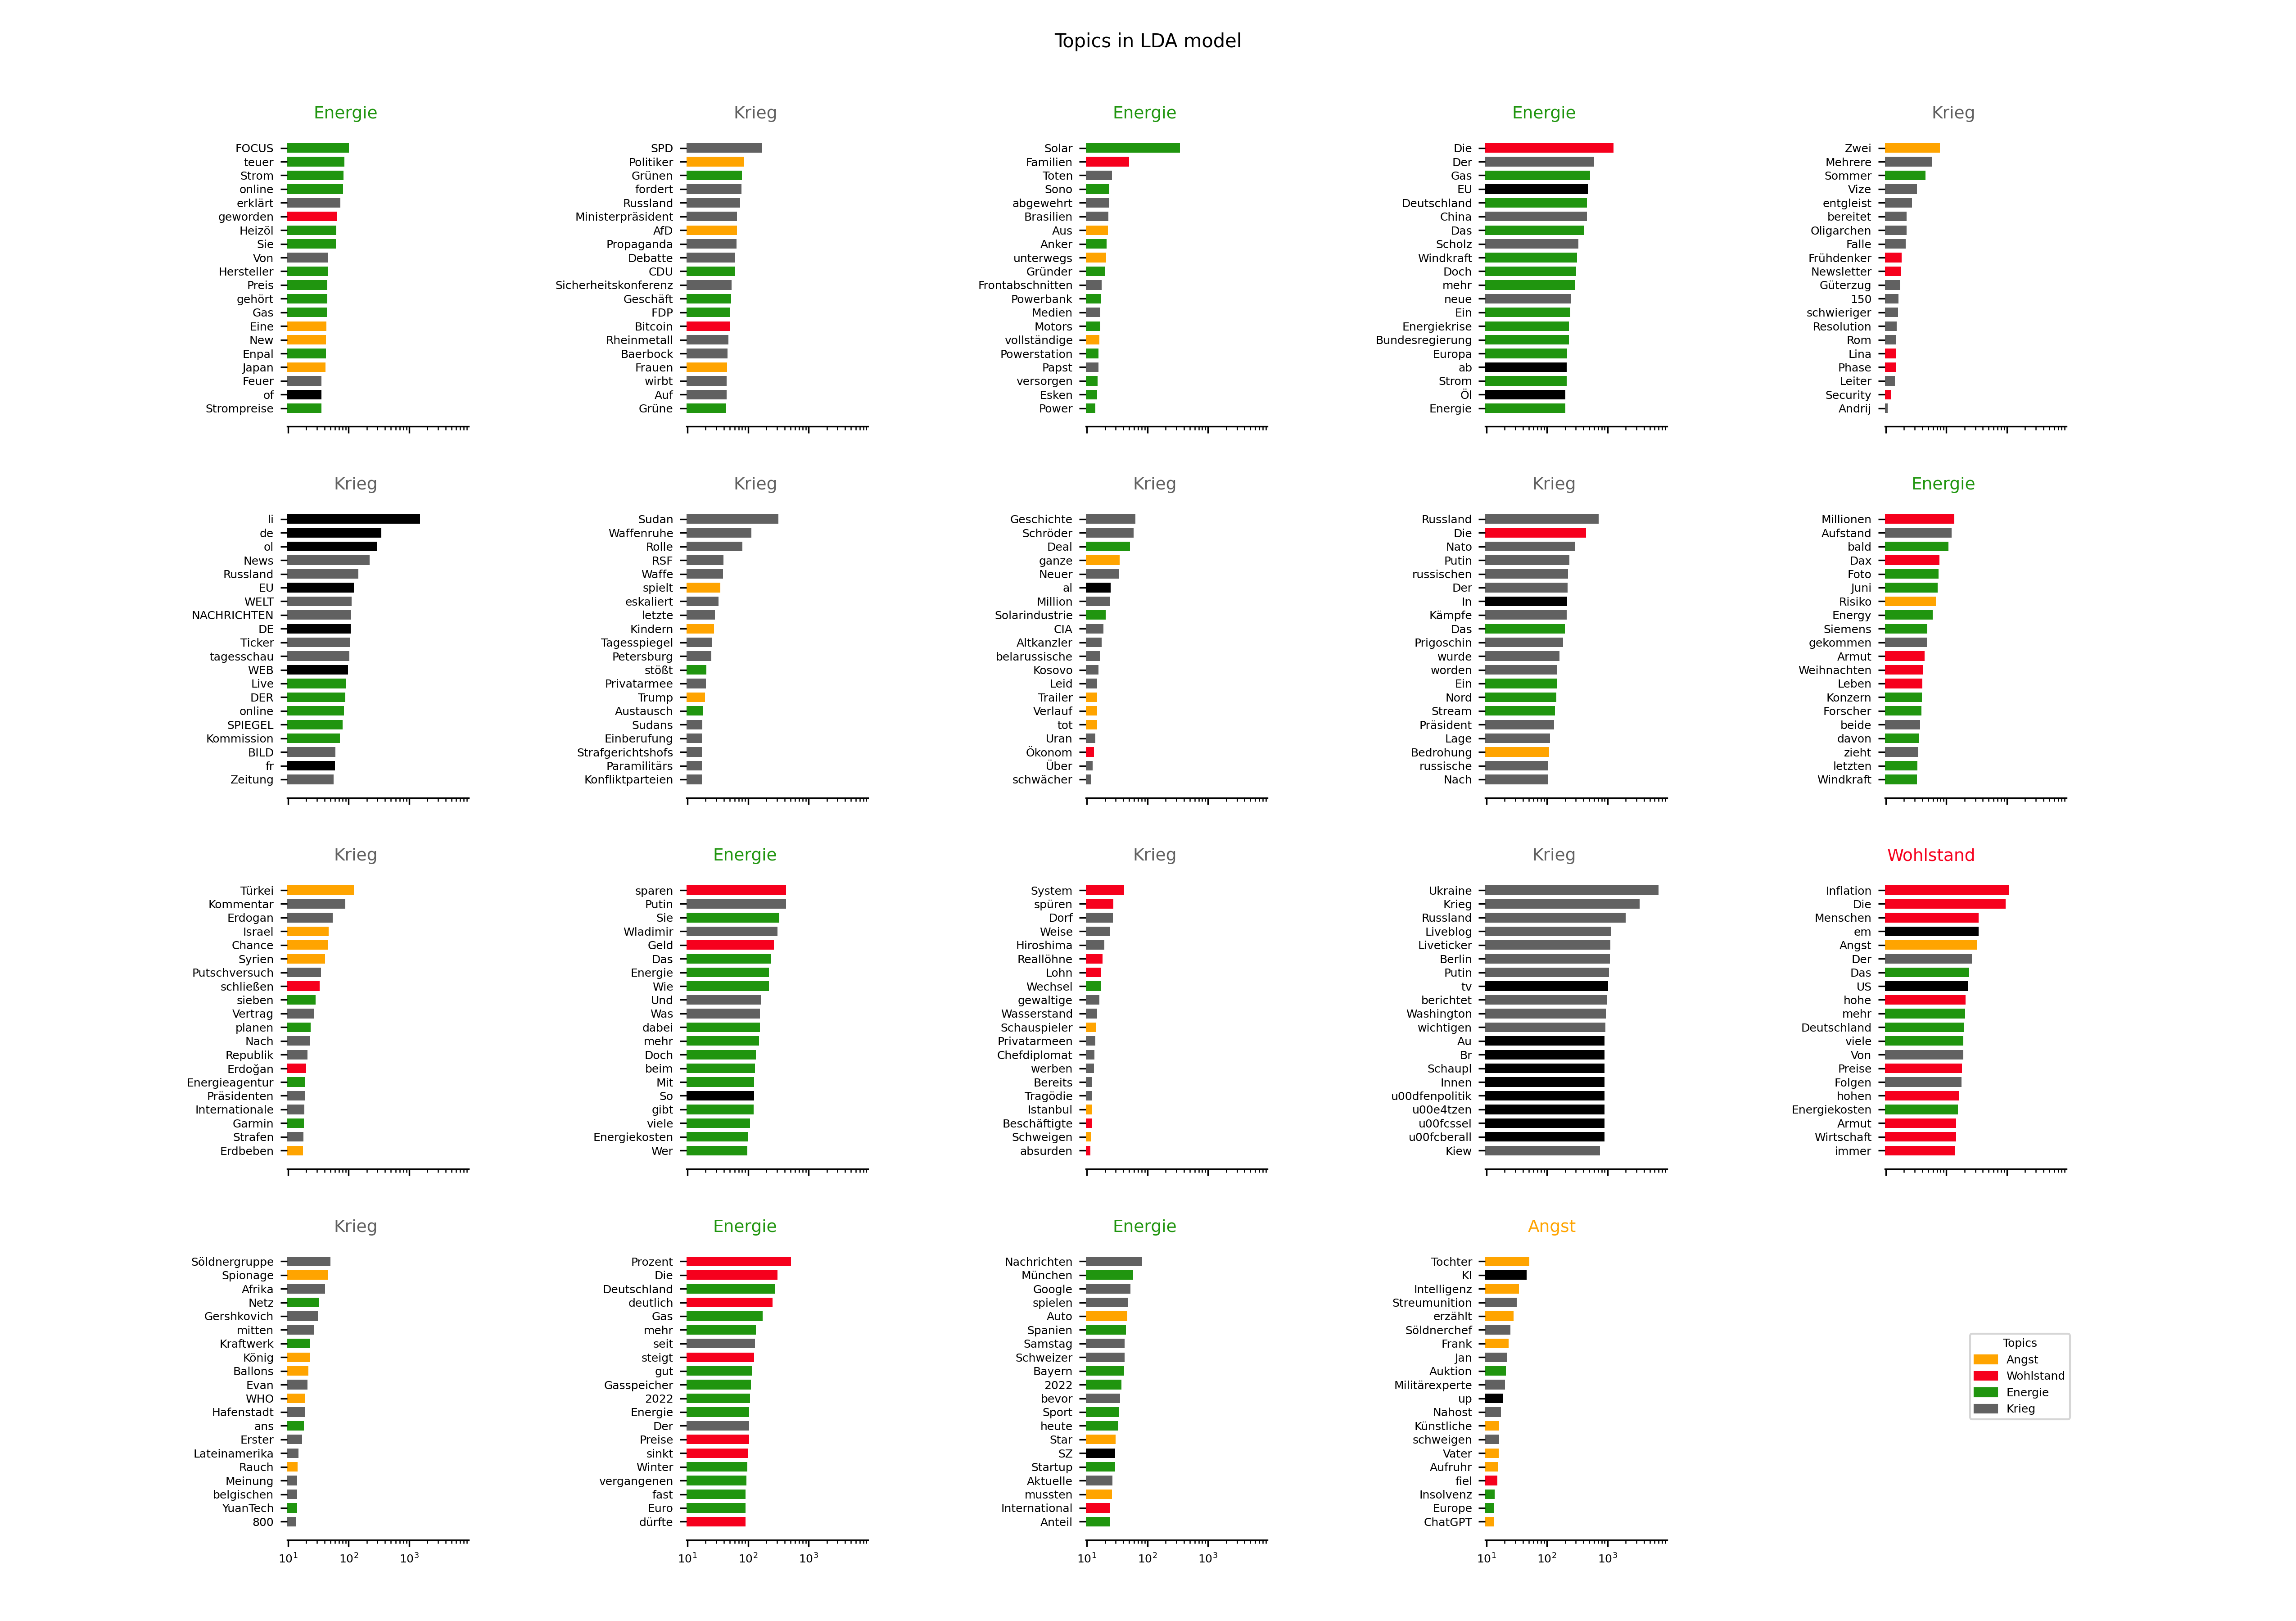 Topics in LDA model
Energie
FOCUS
teuer
Strom
online
erklärt
geworden
Heizöl
Sie
Von
Hersteller
Preis
gehört
Gas
Eine
New
Enpal
Japan
Feuer
of
Strompreise
Krieg
SPD
Politiker
Grünen
fordert
Russland
Ministerpräsident
AfD
Propaganda
Debatte
CDU
Sicherheitskonferenz
Geschäft
FDP
Bitcoin
Rheinmetall
Baerbock
Frauen
wirbt
Auf
Grüne
Energie
Solar
Familien
Toten
Sono
abgewehrt
Brasilien
Aus
Anker
unterwegs
Gründer
Frontabschnitten
Powerbank
Medien
Motors
vollständige
Powerstation
Papst
versorgen
Esken
Power
Energie
Die
Der
Gas
EU
Deutschland
China
Das
Scholz
Windkraft
Doch
mehr
neue
Ein
Energiekrise
Bundesregierung
Europa
ab
Strom
Öl
Energie
Krieg
Zwei
Mehrere
Sommer
Vize
entgleist
bereitet
Oligarchen
Falle
Frühdenker
Newsletter
Güterzug
150
schwieriger
Resolution
Rom
Lina
Phase
Leiter
Security
Andrij
Krieg
li
de
ol
News
Russland
EU
WELT
NACHRICHTEN
DE
Ticker
tagesschau
WEB
Live
DER
online
SPIEGEL
Kommission
BILD
fr
Zeitung
Krieg
Sudan
Waffenruhe
Rolle
RSF
Waffe
spielt
eskaliert
letzte
Kindern
Tagesspiegel
Petersburg
stößt
Privatarmee
Trump
Austausch
Sudans
Einberufung
Strafgerichtshofs
Paramilitärs
Konfliktparteien
Krieg
Geschichte
Schröder
Deal
ganze
Neuer
al
Million
Solarindustrie
CIA
Altkanzler
belarussische
Kosovo
Leid
Trailer
Verlauf
tot
Uran
Ökonom
Über
schwächer
Krieg
Russland
Die
Nato
Putin
russischen
Der
In
Kämpfe
Das
Prigoschin
wurde
worden
Ein
Nord
Stream
Präsident
Lage
Bedrohung
russische
Nach
Energie
Millionen
Aufstand
bald
Dax
Foto
Juni
Risiko
Energy
Siemens
gekommen
Armut
Weihnachten
Leben
Konzern
Forscher
beide
davon
zieht
letzten
Windkraft
Krieg
Türkei
Kommentar
Erdogan
Israel
Chance
Syrien
Putschversuch
schließen
sieben
Vertrag
planen
Nach
Republik
Erdoğan
Energieagentur
Präsidenten
Internationale
Garmin
Strafen
Erdbeben
Energie
sparen
Putin
Sie
Wladimir
Geld
Das
Energie
Wie
Und
Was
dabei
mehr
Doch
beim
Mit
So
gibt
viele
Energiekosten
Wer
Krieg
System
spüren
Dorf
Weise
Hiroshima
Reallöhne
Lohn
Wechsel
gewaltige
Wasserstand
Schauspieler
Privatarmeen
Chefdiplomat
werben
Bereits
Tragödie
Istanbul
Beschäftigte
Schweigen
absurden
Krieg
Ukraine
Krieg
Russland
Liveblog
Liveticker
Berlin
Putin
tv
berichtet
Washington
wichtigen
Au
Br
Schaupl
Innen
u00dfenpolitik
u00e4tzen
u00fcssel
u00fcberall
Kiew
Wohlstand
Inflation
Die
Menschen
em
Angst
Der
Das
US
hohe
mehr
Deutschland
viele
Von
Preise
Folgen
hohen
Energiekosten
Armut
Wirtschaft
immer
Krieg
Söldnergruppe
Spionage
Afrika
Netz
Gershkovich
mitten
Kraftwerk
König
Ballons
Evan
WHO
Hafenstadt
ans
Erster
Lateinamerika
Rauch
Meinung
belgischen
YuanTech
800
10¹ 10² 10³
Energie
Prozent
Die
Deutschland
deutlich
Gas
mehr
seit
steigt
gut
Gasspeicher
2022
Energie
Der
Preise
sinkt
Winter
vergangenen
fast
Euro
dürfte
10¹ 10² 10³
Energie
Nachrichten
München
Google
spielen
Auto
Spanien
Samstag
Schweizer
Bayern
2022
bevor
Sport
heute
Star
SZ
Startup
Aktuelle
mussten
International
Anteil
10¹ 10² 10³
Angst
Tochter
KI
Intelligenz
Streumunition
erzählt
Söldnerchef
Frank
Jan
Auktion
Militärexperte
up
Nahost
Künstliche
schweigen
Vater
Aufruhr
fiel
Insolvenz
Europe
ChatGPT
10¹ 10² 10³
Topics
Angst
Wohlstand
Energie
Krieg